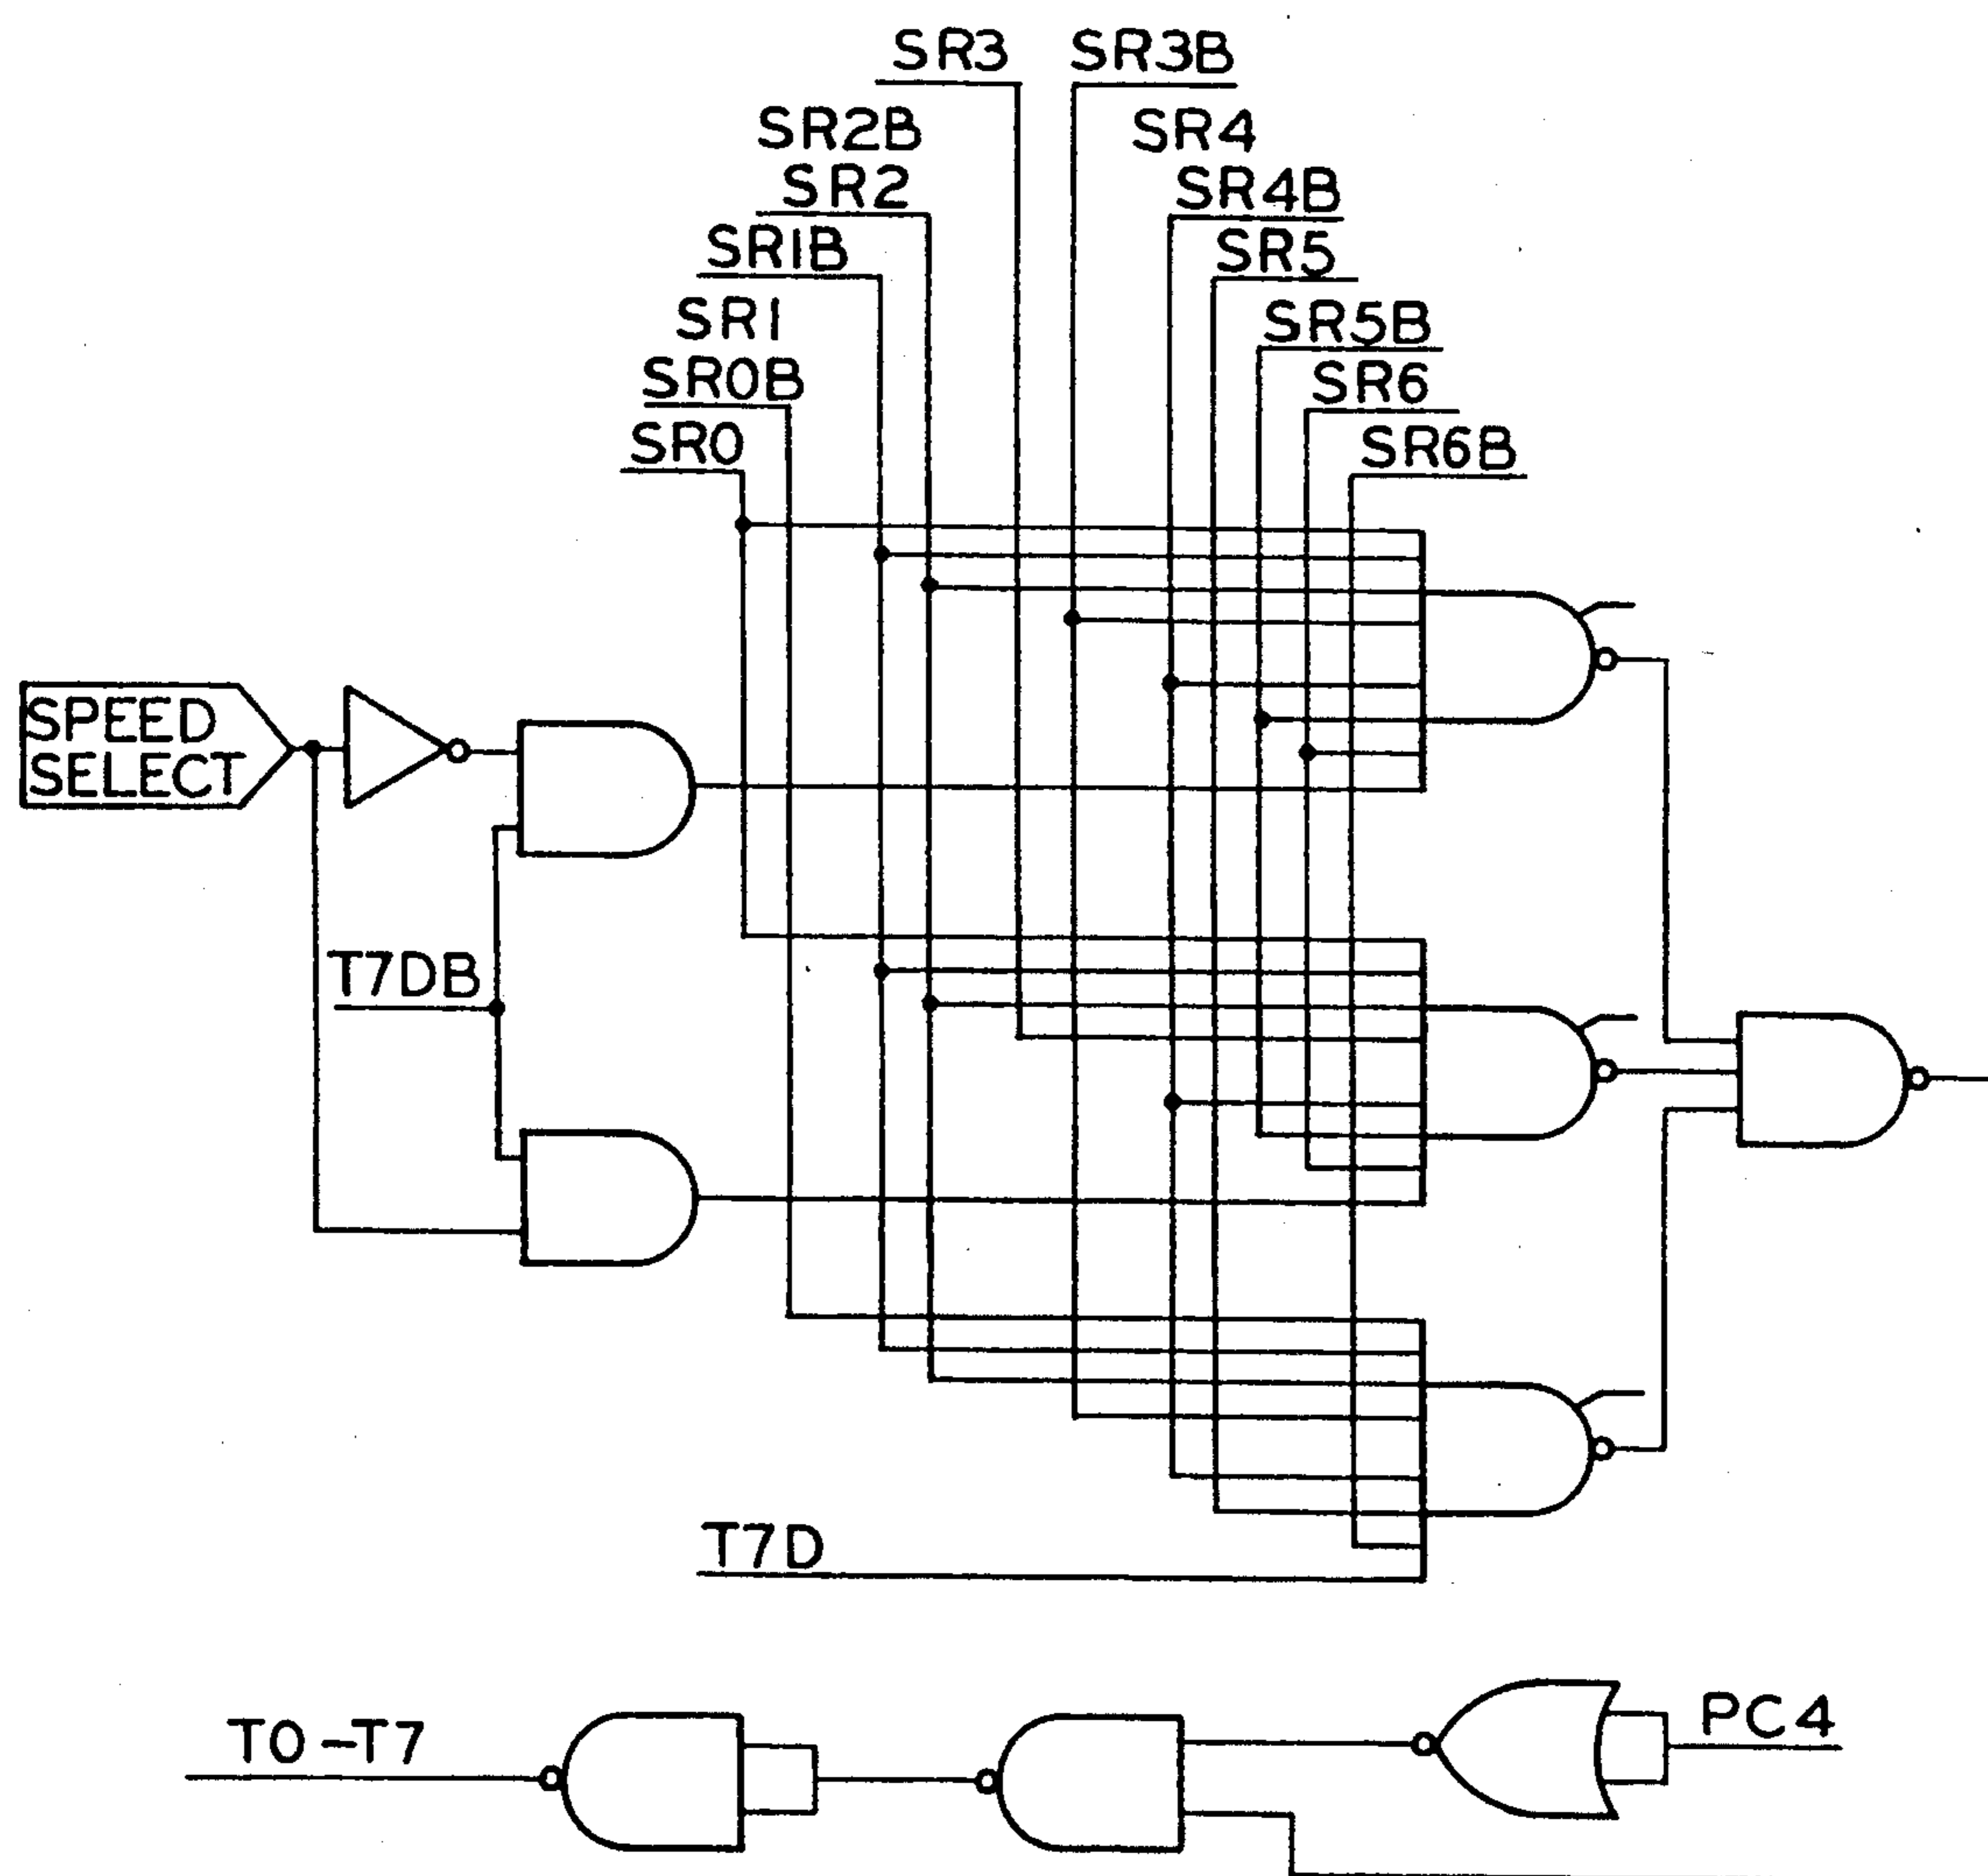 SR3
SR3B
SR2B
SR4
SR2
SR4B
SR1B
SR5
SR1
SR5B
SR0B
SR6
SR0
SR6B
SPEED
SELECT
T7DB
T7D
T0-T7
PC4